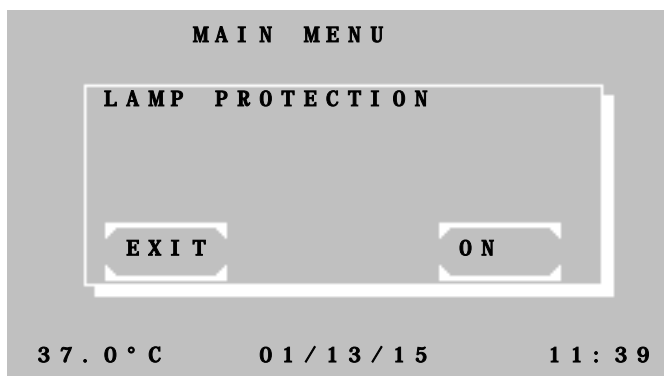 MAIN MENU
LAMP PROTECTION
EXIT ON
37.0°C 01/13/15 11:39